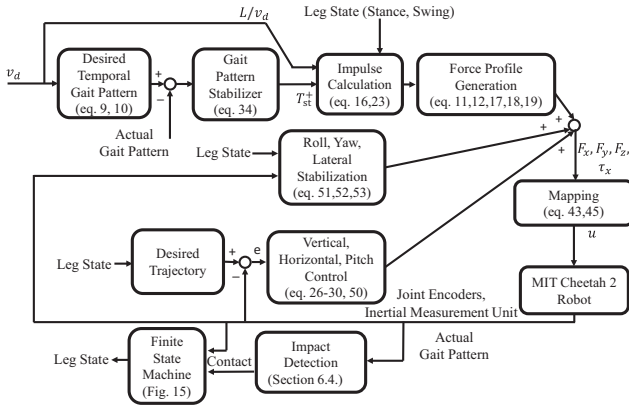 L/v_d
Leg State (Stance, Swing)
v_d
Desired
Temporal
Gait Pattern
(eq. 9, 10)
+
−
Actual
Gait Pattern
Gait
Pattern
Stabilizer
(eq. 34)
T_st^+
Impulse
Calculation
(eq. 16,23)
Force Profile
Generation
(eq. 11,12,17,18,19)
Leg State
Roll, Yaw,
Lateral
Stabilization
(eq. 51,52,53)
+
+
+
F_x, F_y, F_z,
τ_x
Mapping
(eq. 43,45)
u
MIT Cheetah 2
Robot
Leg State
Desired
Trajectory
+
−
e
Vertical,
Horizontal, Pitch
Control
(eq. 26-30, 50)
Joint Encoders,
Inertial Measurement Unit
Leg State
Finite
State
Machine
(Fig. 15)
Contact
Impact
Detection
(Section 6.4.)
Actual
Gait Pattern